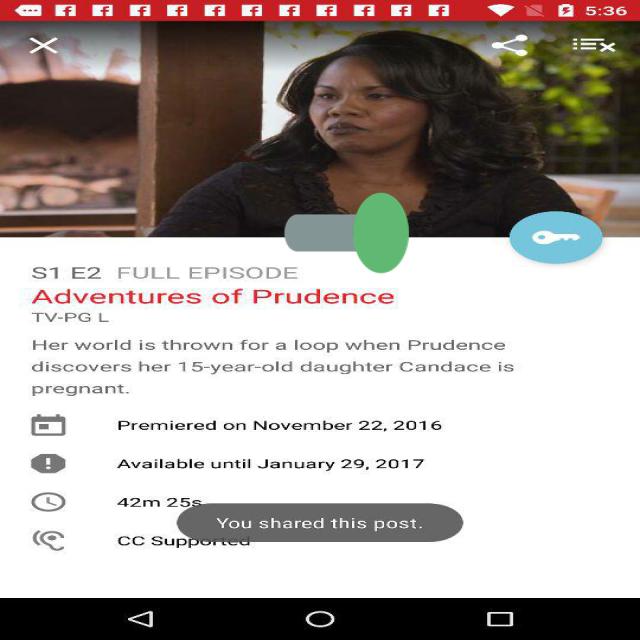 5:36
S1 E2 FULL EPISODE
Adventures of Prudence
TV-PG L
Her world is thrown for a loop when Prudence
discovers her 15-year-old daughter Candace is
pregnant.
Premiered on November 22, 2016
Available until January 29, 2017
42m 25s
You shared this post.
CC Supported